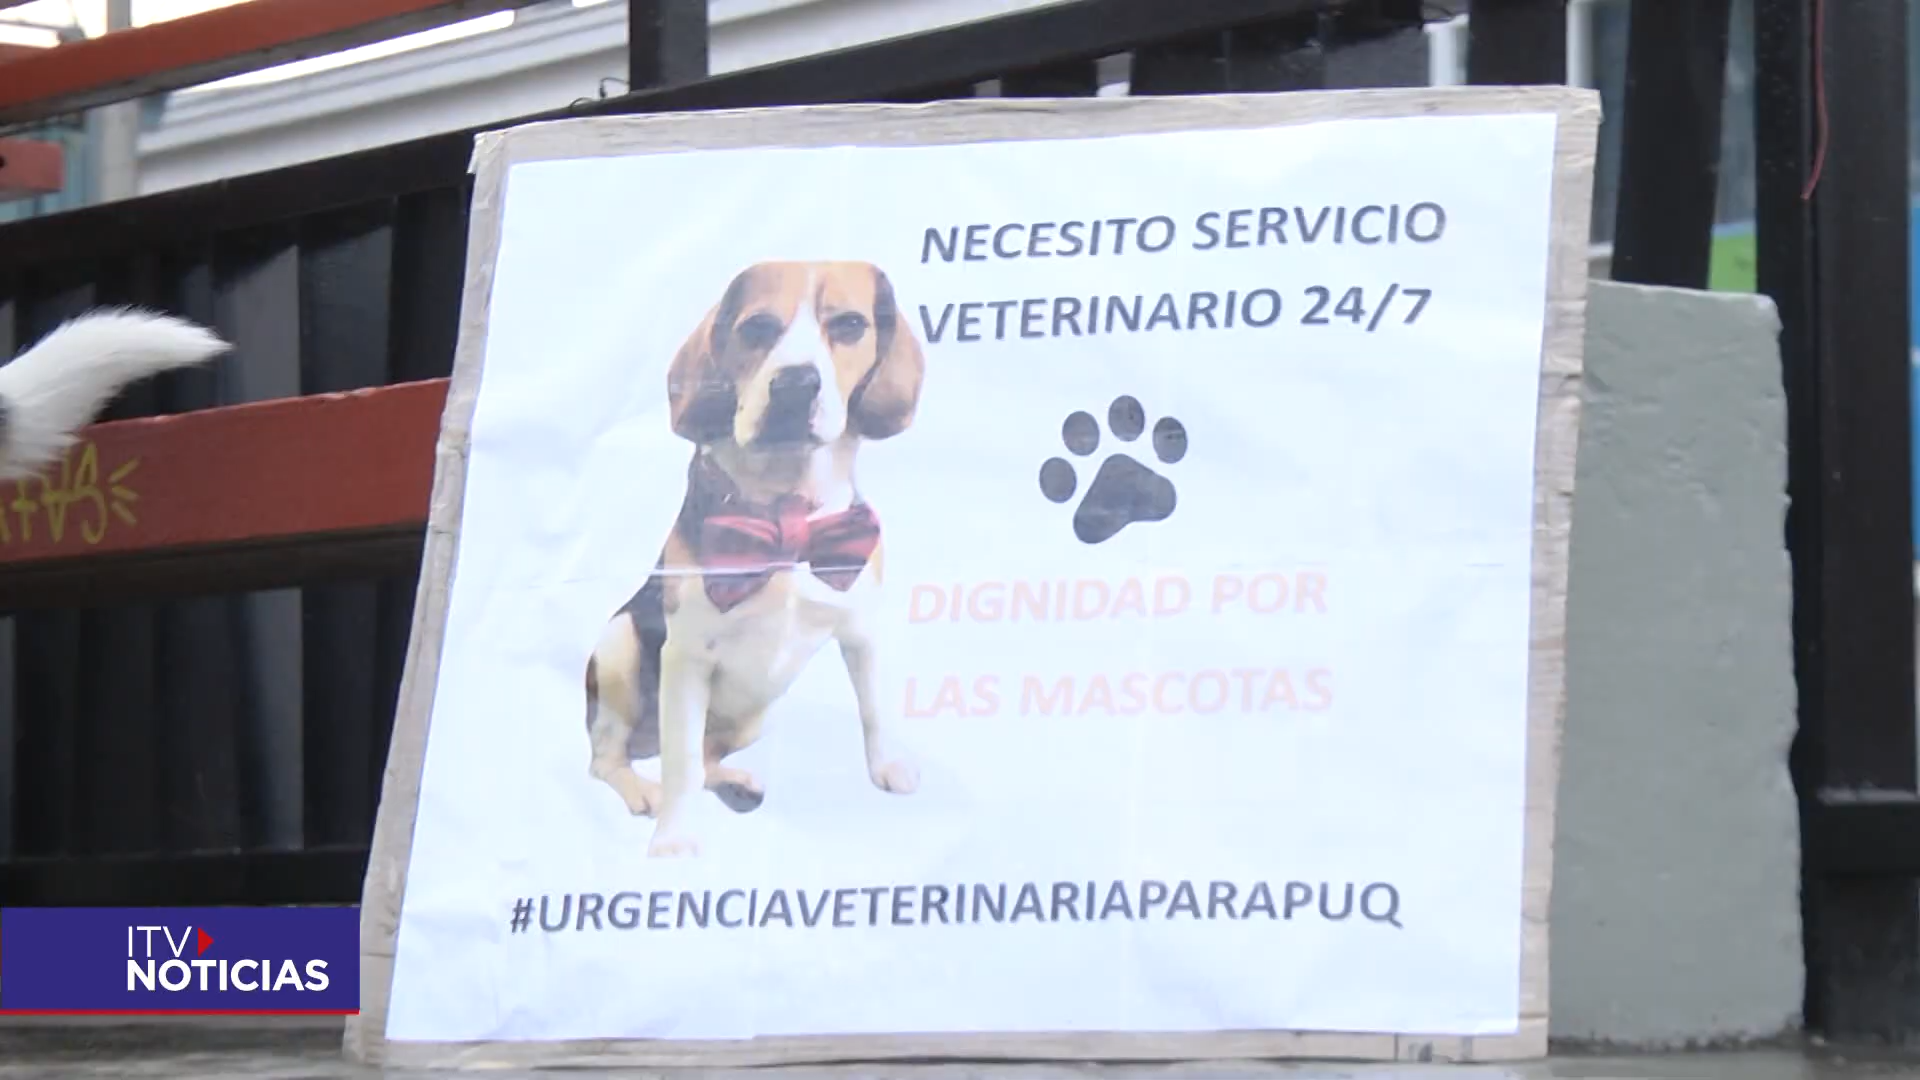 NECESITO SERVICIO
VETERINARIO 24/7
DIGNIDAD POR
LAS MASCOTAS
#URGENCIAVETERINARIAPARAPUQ
ITV
NOTICIAS